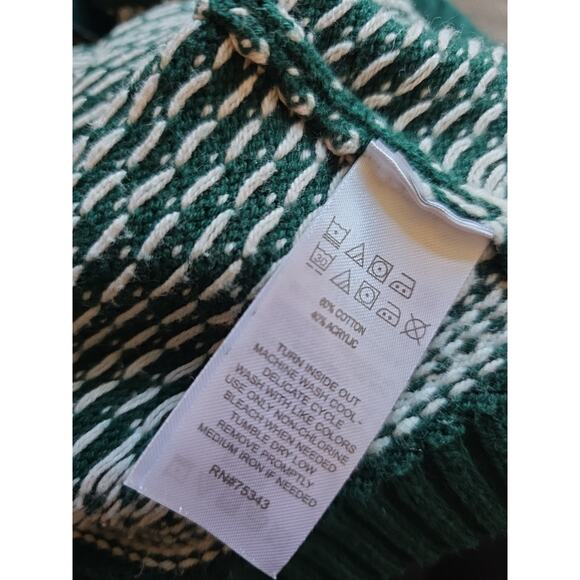 30
60% COTTON
40% ACRYLIC
TURN INSIDE OUT
MACHINE WASH COOL -
DELICATE CYCLE
WASH WITH LIKE COLORS
USE ONLY NON-CHLORINE
BLEACH WHEN NEEDED
TUMBLE DRY LOW
REMOVE PROMPTLY
MEDIUM IRON IF NEEDED
RN#75343